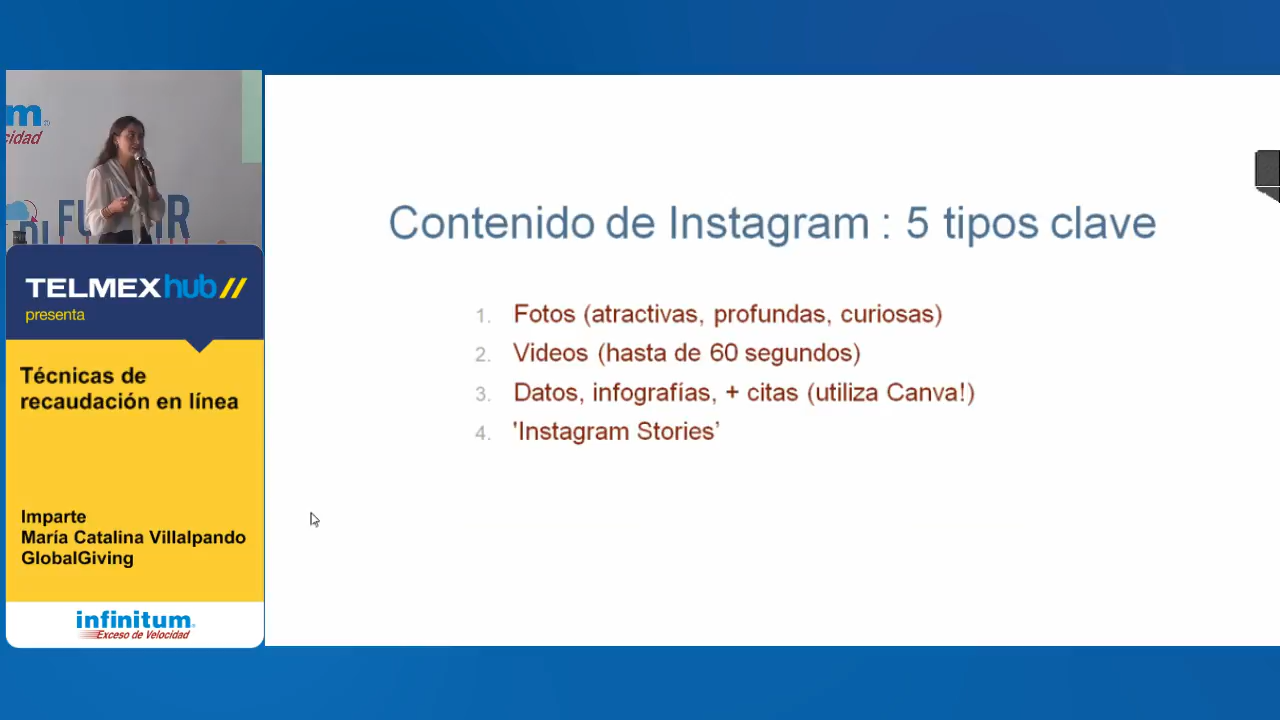 TELMEXhub//
presenta
Técnicas de
recaudación en línea
Imparte
María Catalina Villalpando
GlobalGiving
infinitum®
Exceso de Velocidad
Contenido de Instagram : 5 tipos clave
1. Fotos (atractivas, profundas, curiosas)
2. Videos (hasta de 60 segundos)
3. Datos, infografías, + citas (utiliza Canva!)
4. 'Instagram Stories’